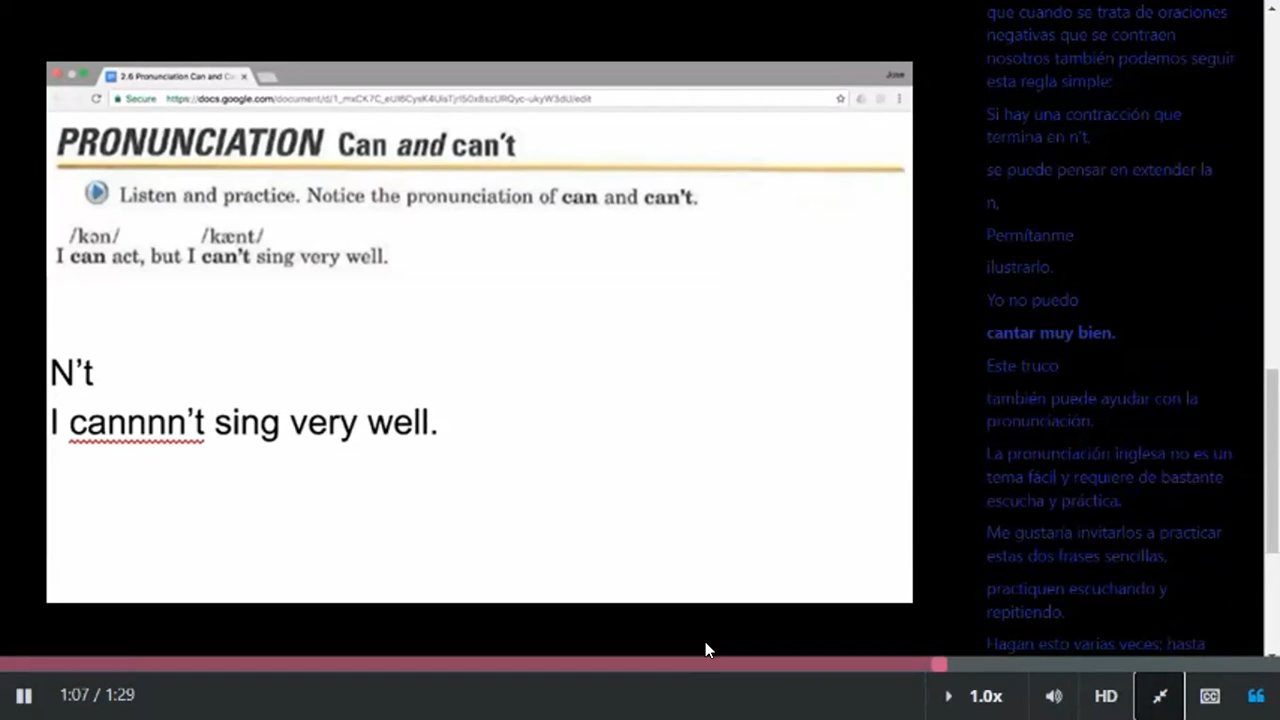 2.6 Pronunciation Can and C
Jose
Secure
PRONUNCIATION Can and can't
Listen and practice. Notice the pronunciation of can and can't.
/kən/ /kænt/
I can act, but I can't sing very well.
N't
I cannnn't sing very well.
que cuando se trata de oraciones
negativas que se contraen
nosotros también podemos seguir
esta regla simple:
Si hay una contracción que
termina en n't,
se puede pensar en extender la
n,
Permítanme
ilustrarlo.
Yo no puedo
cantar muy bien.
Este truco
también puede ayudar con la
pronunciación.
La pronunciación inglesa no es un
tema fácil y requiere de bastante
escucha y práctica.
Me gustaría invitarlos a practicar
estas dos frases sencillas,
practiquen escuchando y
repitiendo.
Hagan esto varias veces; hasta
1:07 / 1:29
1.0x
HD
CC